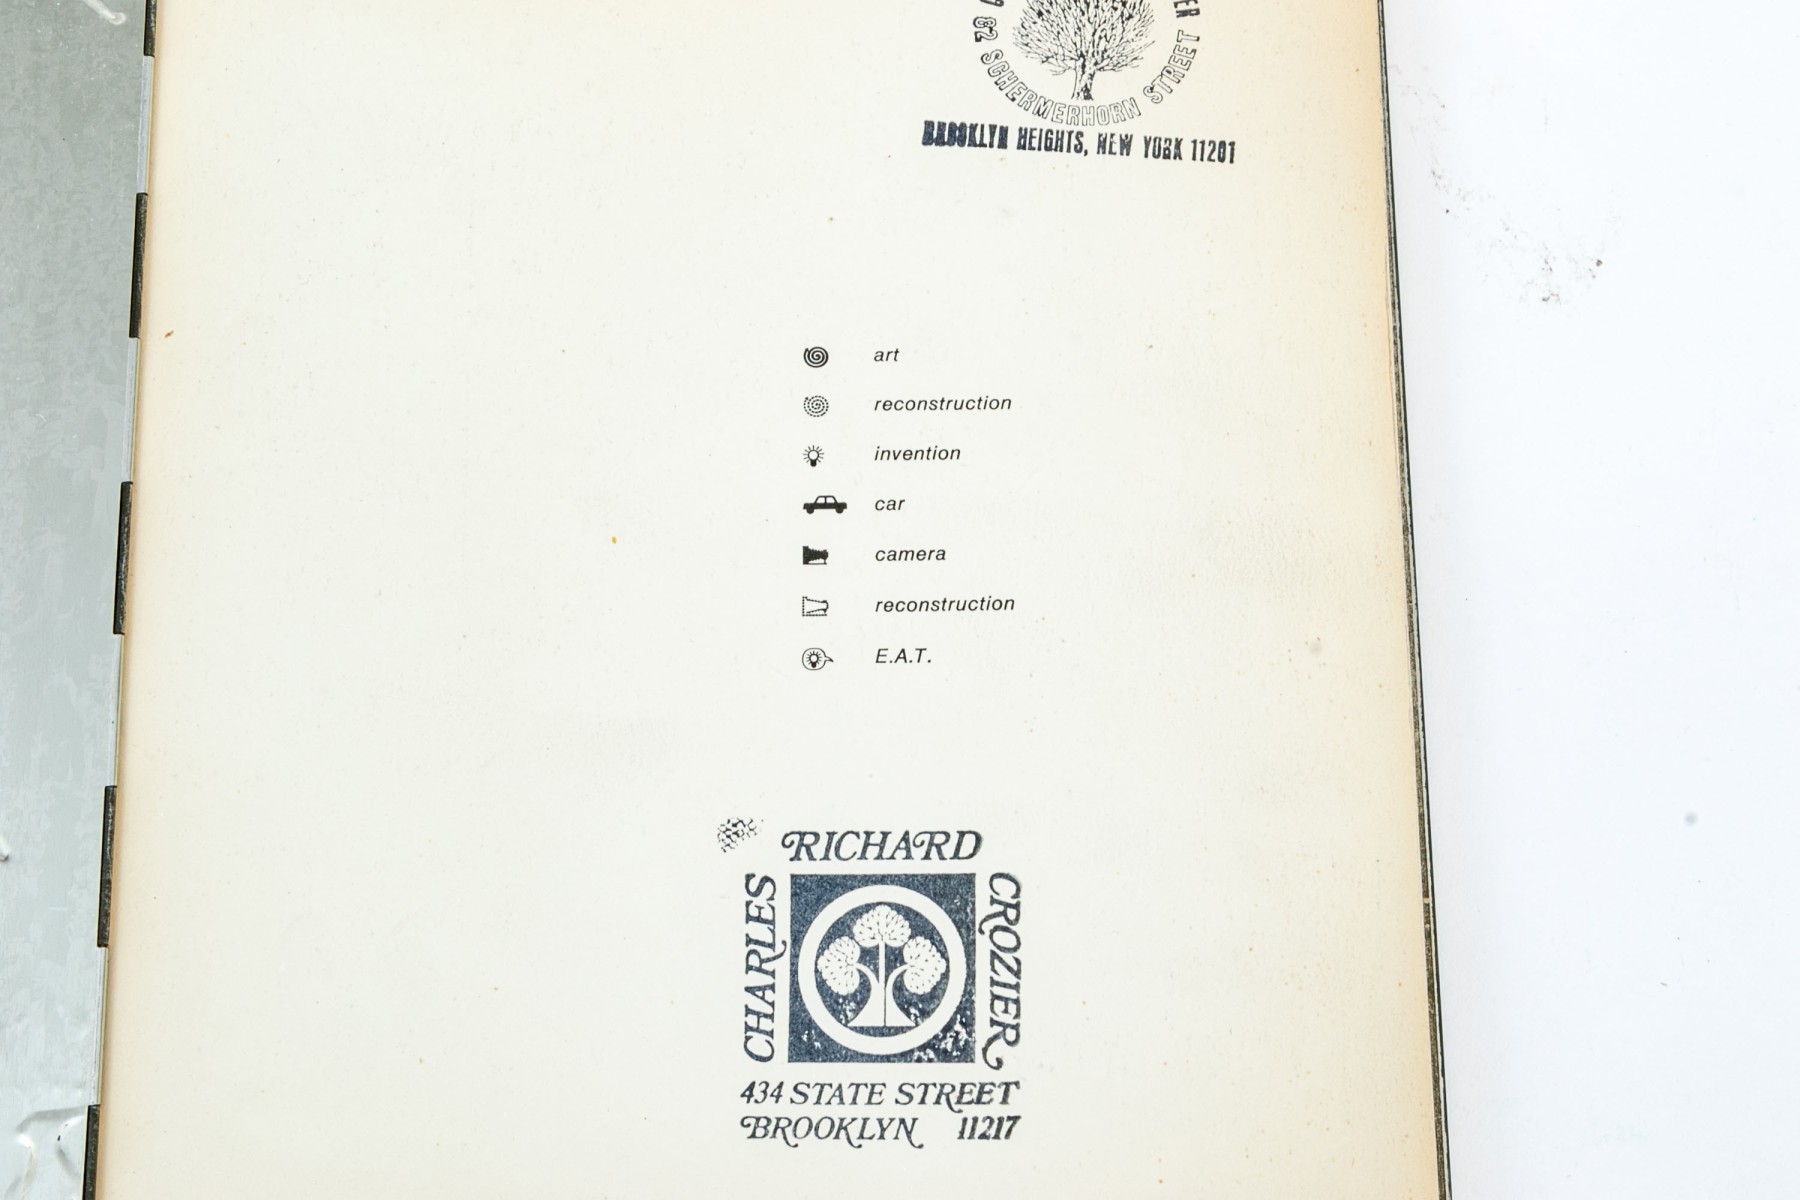 82 SCHERMERHORN STREET
BROOKLYN HEIGHTS, NEW YORK 11201
art
reconstruction
invention
car
camera
reconstruction
E.A.T.
CHARLES
RICHARD
CROZIER
434 STATE STREET
BROOKLYN 11217